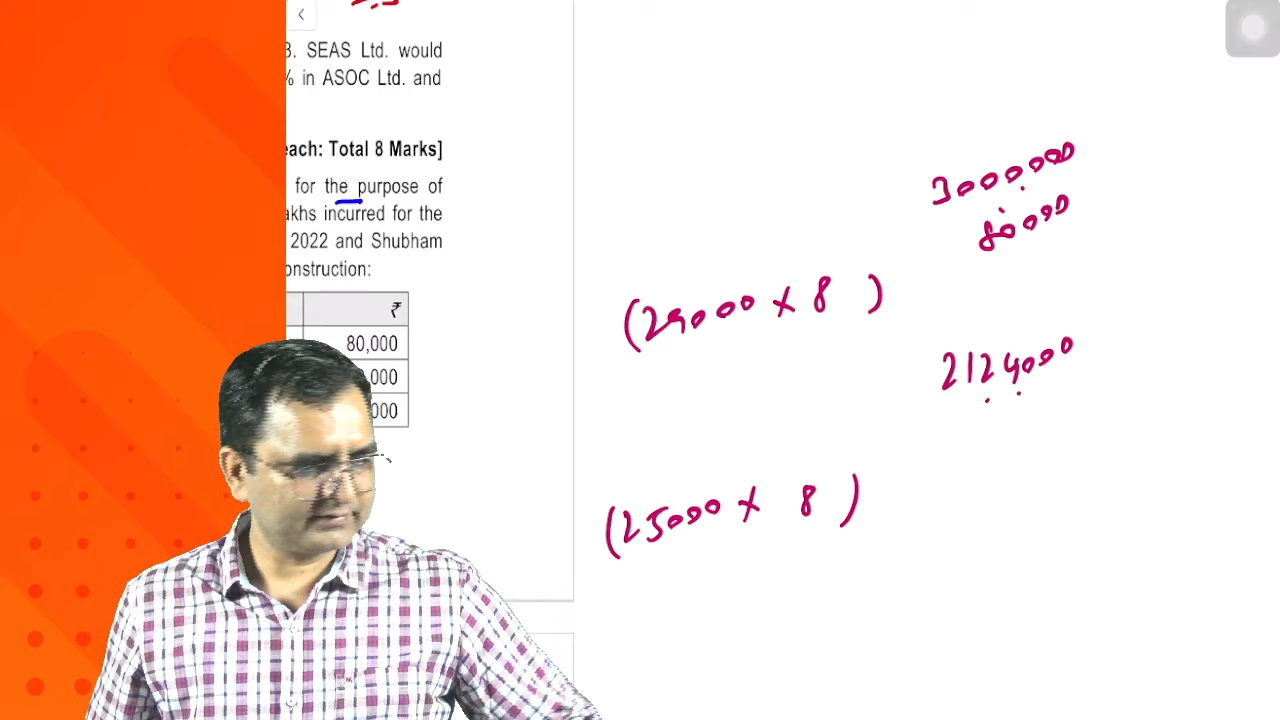 3. SEAS Ltd. would
% in ASOC Ltd. and
each: Total 8 Marks]
for the purpose of
akhs incurred for the
2022 and Shubham
onstruction:
₹
80,000
,000
000
3000000
80000
(29000 × 8 )
2124000
(25000 × 8 )